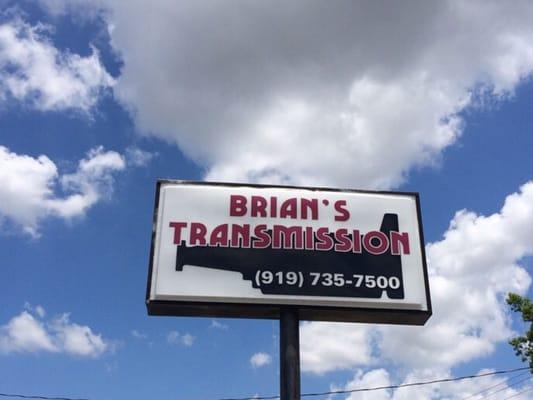 BRIAN'S
TRANSMISSION
(919) 735-7500